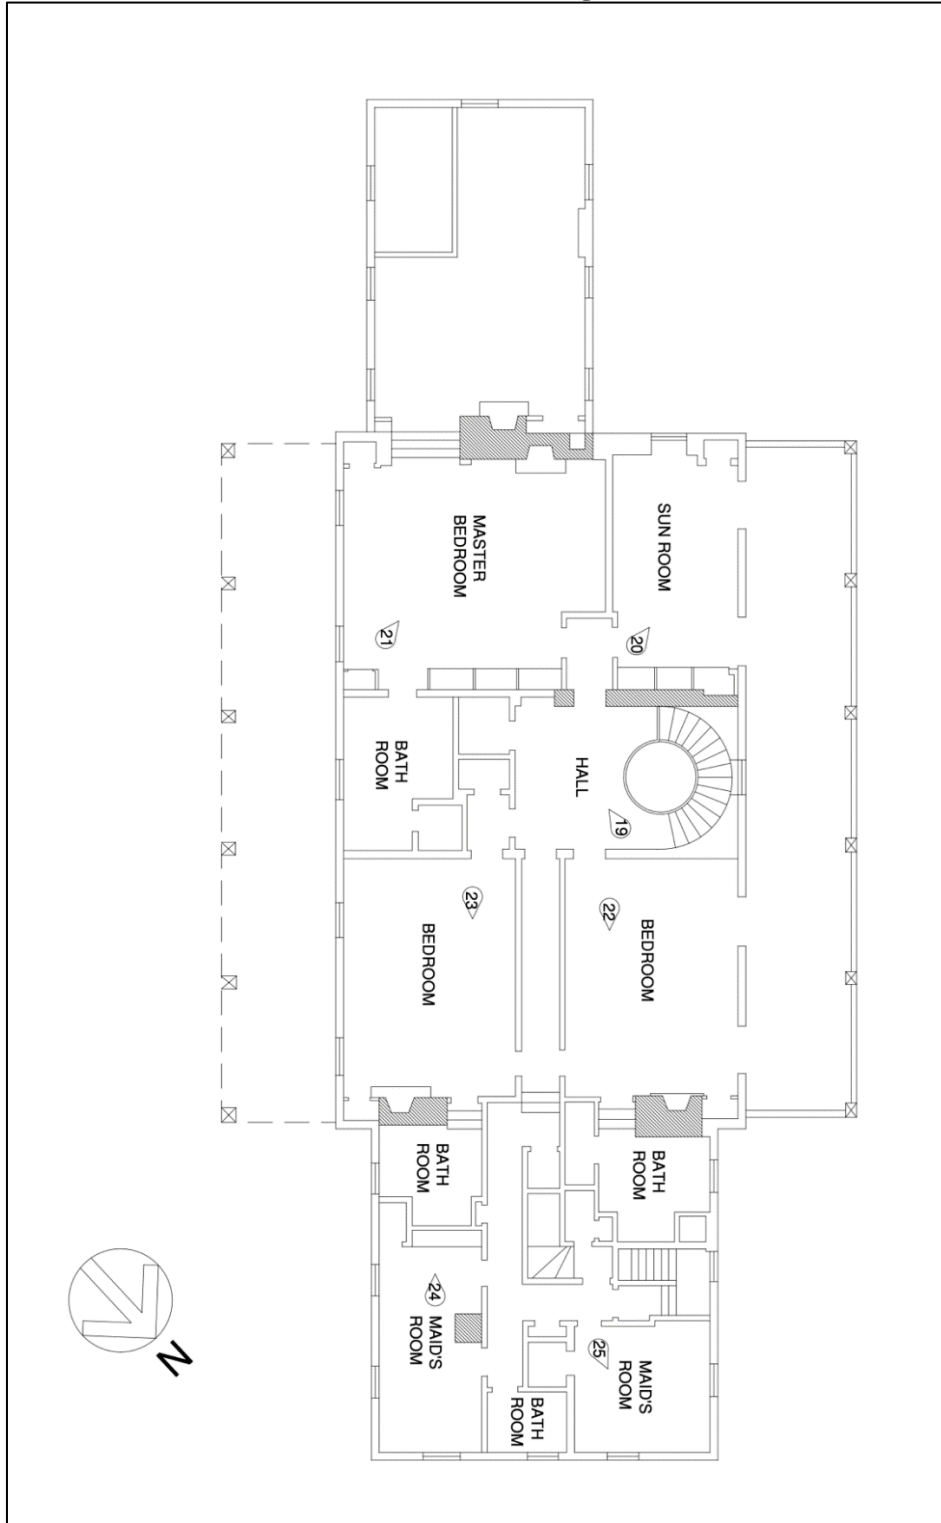 MASTER
BEDROOM
SUN ROOM
21
20
BATH
ROOM
HALL
19
23
22
BEDROOM
BEDROOM
BATH
ROOM
BATH
ROOM
24
MAID'S
ROOM
25
MAID'S
ROOM
BATH
ROOM
N